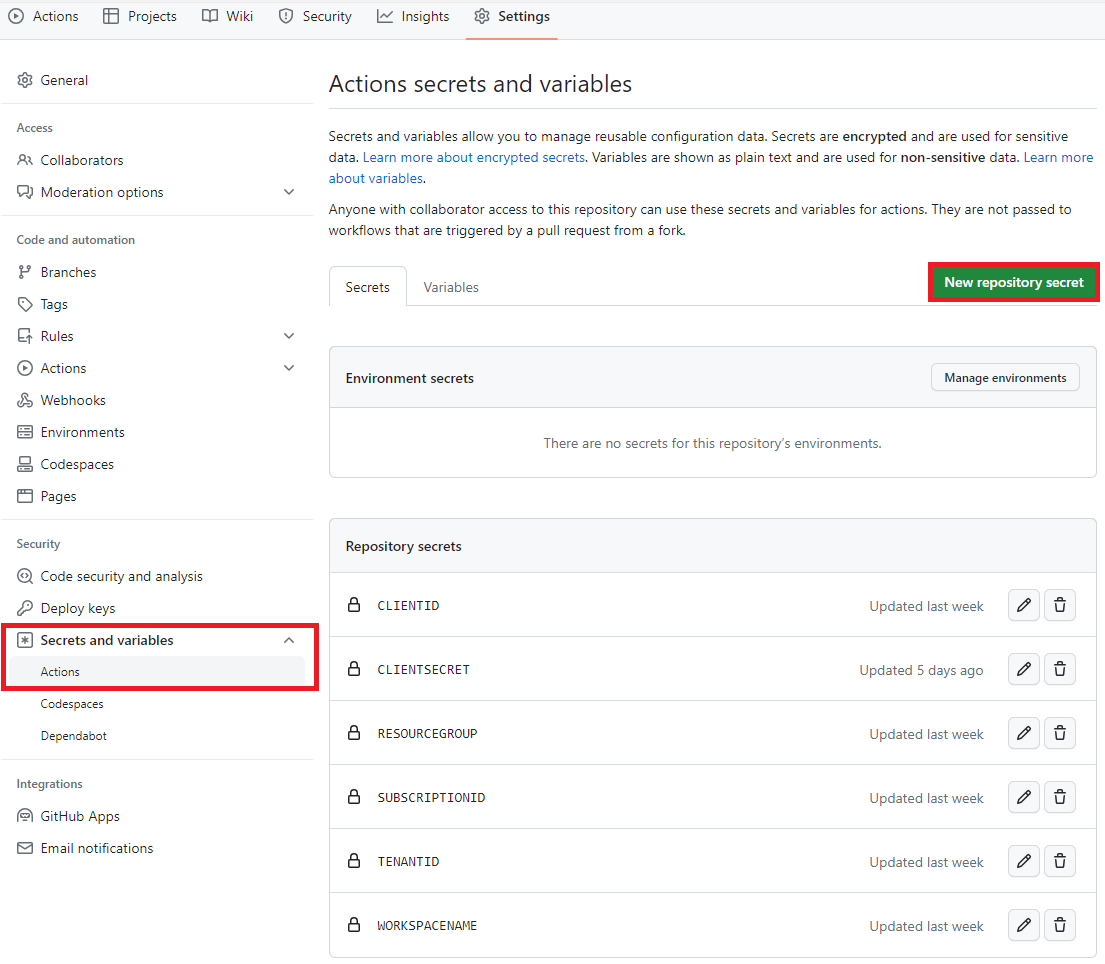 Actions Projects Wiki Security Insights Settings
General
Access
Collaborators
Moderation options
Code and automation
Branches
Tags
Rules
Actions
Webhooks
Environments
Codespaces
Pages
Security
Code security and analysis
Deploy keys
Secrets and variables
Actions
Codespaces
Dependabot
Integrations
GitHub Apps
Email notifications
Actions secrets and variables
Secrets and variables allow you to manage reusable configuration data. Secrets are encrypted and are used for sensitive
data. Learn more about encrypted secrets. Variables are shown as plain text and are used for non-sensitive data. Learn more
about variables.
Anyone with collaborator access to this repository can use these secrets and variables for actions. They are not passed to
workflows that are triggered by a pull request from a fork.
Secrets Variables New repository secret
Environment secrets Manage environments
There are no secrets for this repository's environments.
Repository secrets
CLIENTID Updated last week
CLIENTSECRET Updated 5 days ago
RESOURCEGROUP Updated last week
SUBSCRIPTIONID Updated last week
TENANTID Updated last week
WORKSPACENAME Updated last week